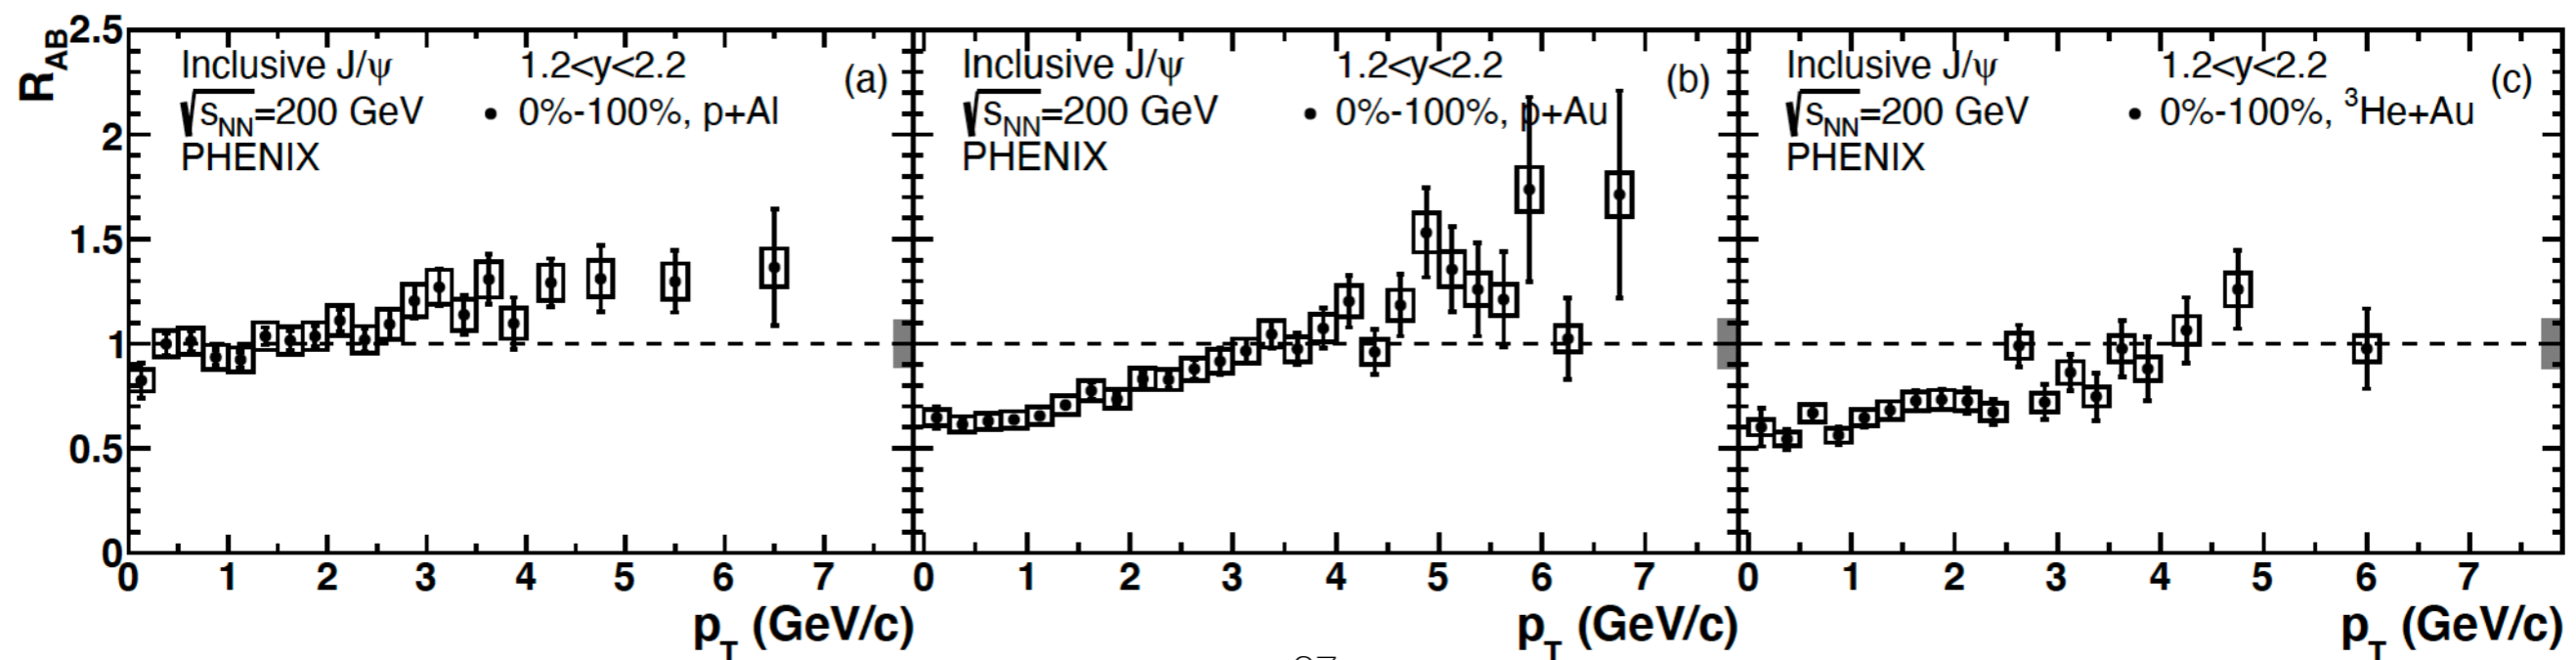 R_AB
2.5
2
1.5
1
0.5
0
Inclusive J/ψ
1.2<y<2.2
(a)
√s_NN=200 GeV
• 0%-100%, p+Al
PHENIX
0 1 2 3 4 5 6 7
p_T (GeV/c)
Inclusive J/ψ
1.2<y<2.2
(b)
√s_NN=200 GeV
• 0%-100%, p+Au
PHENIX
0 1 2 3 4 5 6 7
p_T (GeV/c)
Inclusive J/ψ
1.2<y<2.2
(c)
√s_NN=200 GeV
• 0%-100%, ³He+Au
PHENIX
0 1 2 3 4 5 6 7
p_T (GeV/c)